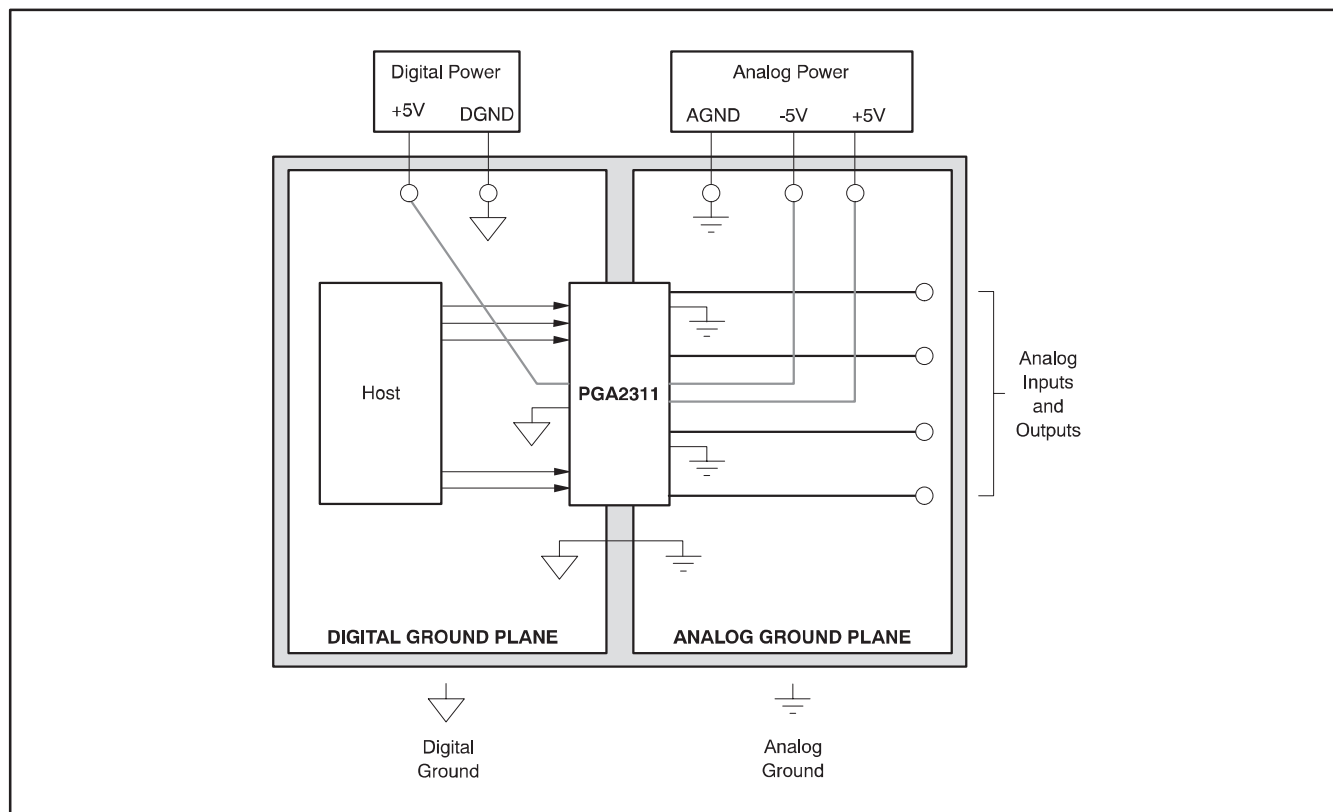 Digital Power
+5V DGND
Analog Power
AGND -5V +5V
Host
PGA2311
Analog
Inputs
and
Outputs
DIGITAL GROUND PLANE
ANALOG GROUND PLANE
Digital
Ground
Analog
Ground